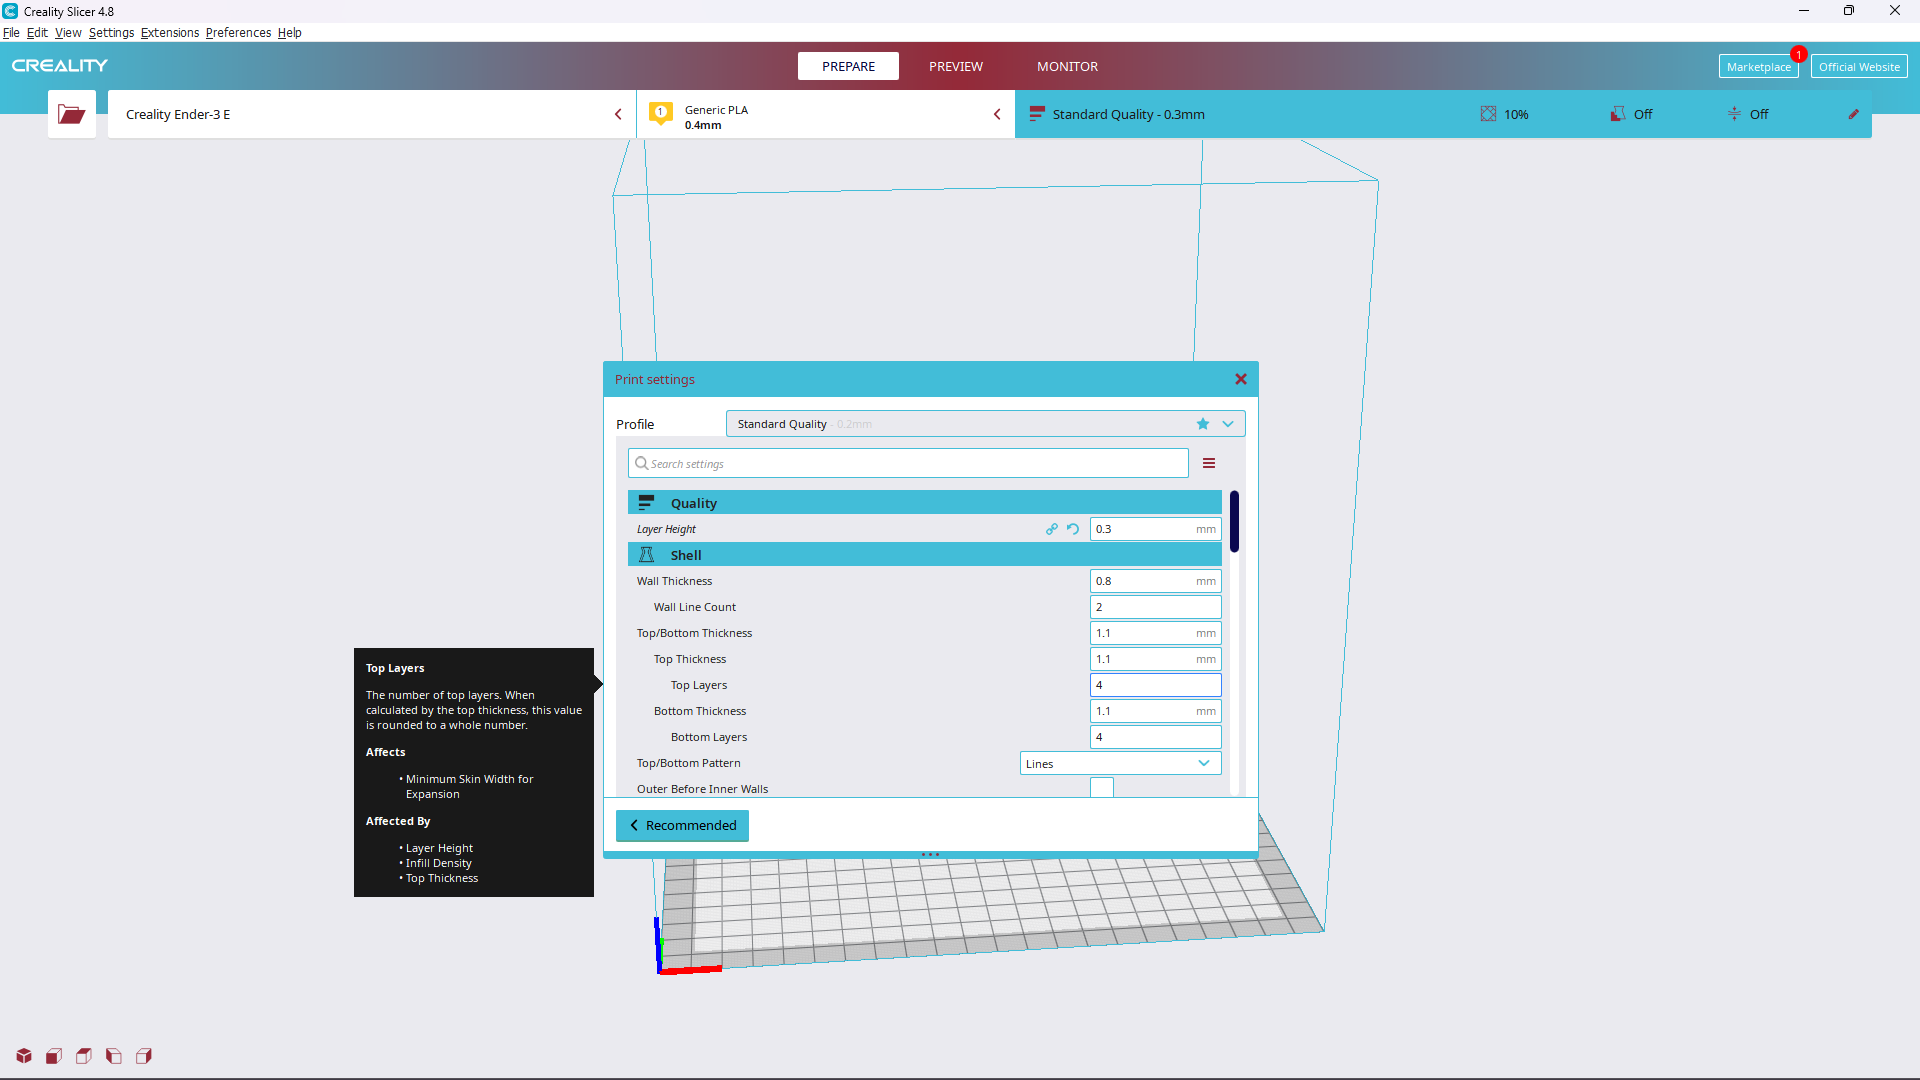 Creality Slicer 4.8
File Edit View Settings Extensions Preferences Help
CREALITY
PREPARE
PREVIEW
MONITOR
Marketplace
1
Official Website
Creality Ender-3 E
1
Generic PLA
0.4mm
Standard Quality - 0.3mm
10%
Off
Off
Print settings
Profile
Standard Quality - 0.2mm
Search settings
Quality
Layer Height
0.3 mm
Shell
Wall Thickness
0.8 mm
Wall Line Count
2
Top/Bottom Thickness
1.1 mm
Top Thickness
1.1 mm
Top Layers
4
Bottom Thickness
1.1 mm
Bottom Layers
4
Top/Bottom Pattern
Lines
Outer Before Inner Walls
Recommended
Top Layers
The number of top layers. When
calculated by the top thickness, this value
is rounded to a whole number.
Affects
• Minimum Skin Width for
Expansion
Affected By
• Layer Height
• Infill Density
• Top Thickness